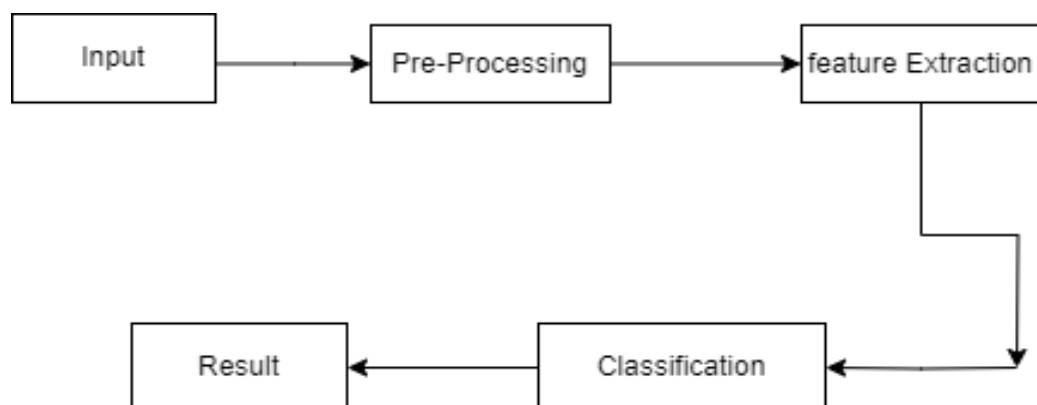 Input
Pre-Processing
feature Extraction
Classification
Result